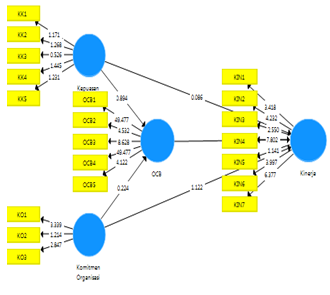 KK1
KK2
KK3
KK4
KK5
1.171
1.268
0.526
1.445
1.231
Kepuasan
0.894
0.086
OCB1
OCB2
OCB3
OCB4
OCB5
49.477
4.532
8.628
49.477
4.122
OCB
KIN1
KIN2
KIN3
KIN4
KIN5
KIN6
KIN7
3.418
4.232
2.550
7.802
1.141
3.997
6.377
Kinerja
KO1
KO2
KO3
3.339
1.214
2.847
0.224
1.122
Komitmen
Organisasi